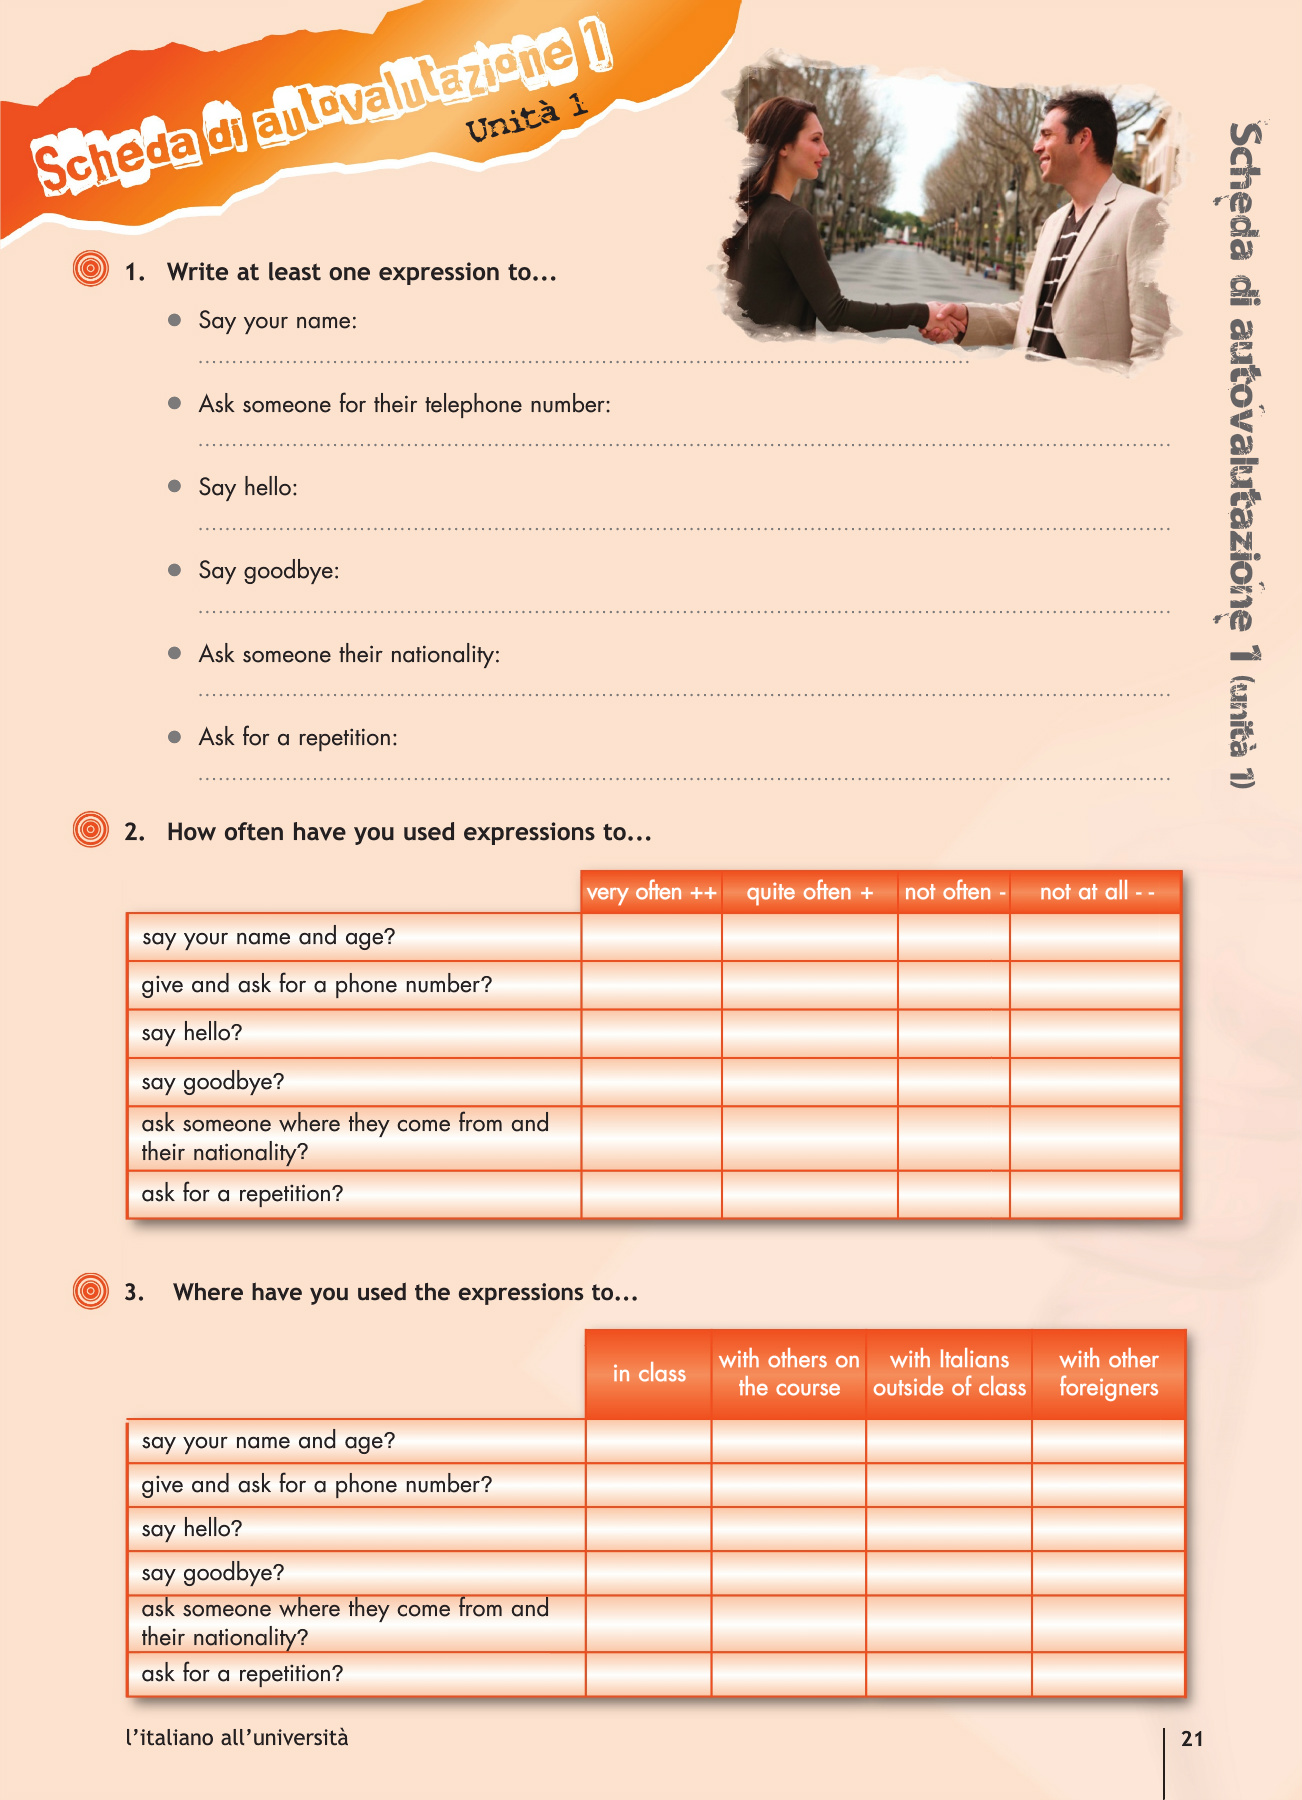 Scheda di autovalutazione 1
Unità 1
1. Write at least one expression to...
● Say your name:
● Ask someone for their telephone number:
● Say hello:
● Say goodbye:
● Ask someone their nationality:
● Ask for a repetition:
2. How often have you used expressions to...
very often ++ quite often + not often - not at all - -
say your name and age?
give and ask for a phone number?
say hello?
say goodbye?
ask someone where they come from and
their nationality?
ask for a repetition?
3. Where have you used the expressions to...
in class
with others on
the course
with Italians
outside of class
with other
foreigners
say your name and age?
give and ask for a phone number?
say hello?
say goodbye?
ask someone where they come from and
their nationality?
ask for a repetition?
l’italiano all’università
21
Scheda di autovalutazione 1 (unità 1)